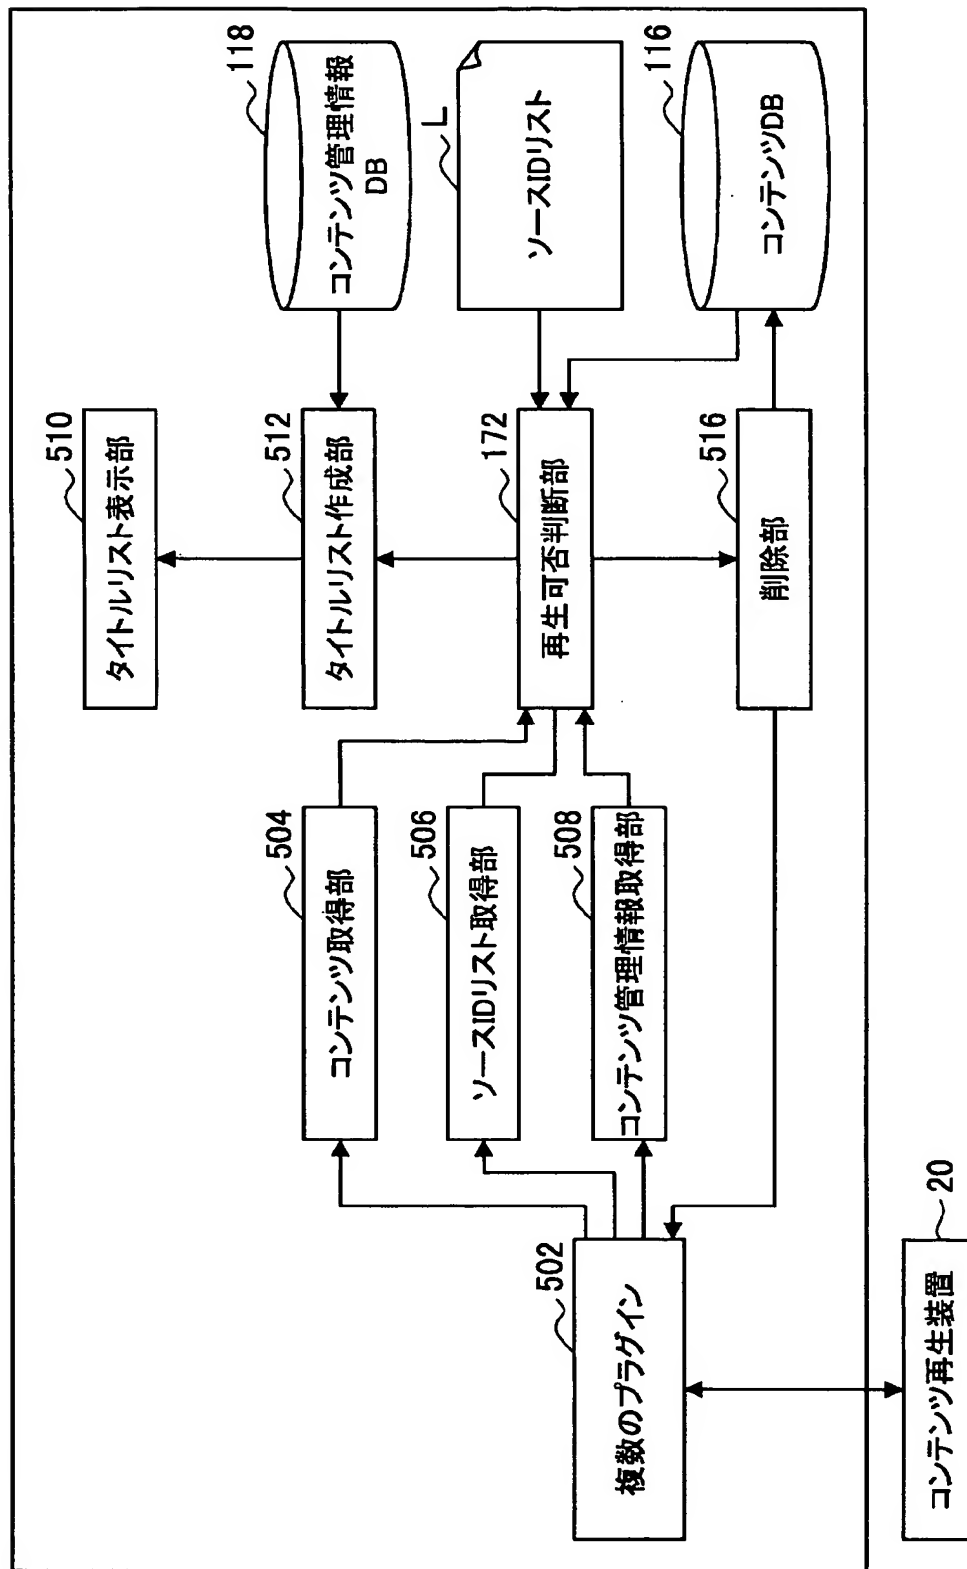 タイトルリスト表示部
510
タイトルリスト作成部
512
コンテンツ管理情報
DB
118
コンテンツ取得部
504
ソースIDリスト取得部
506
コンテンツ管理情報取得部
508
再生可否判断部
172
ソースIDリスト
L
複数のプラグイン
502
削除部
516
コンテンツDB
116
コンテンツ再生装置
20